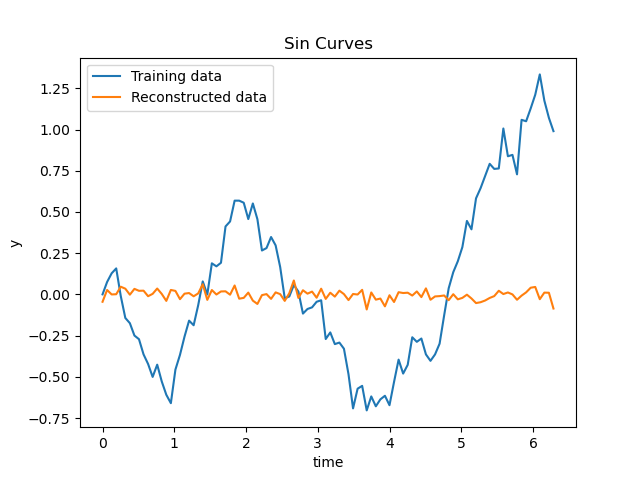 Sin Curves
Training data
Reconstructed data
1.25
1.00
0.75
0.50
0.25
0.00
−0.25
−0.50
−0.75
y
0 1 2 3 4 5 6
time